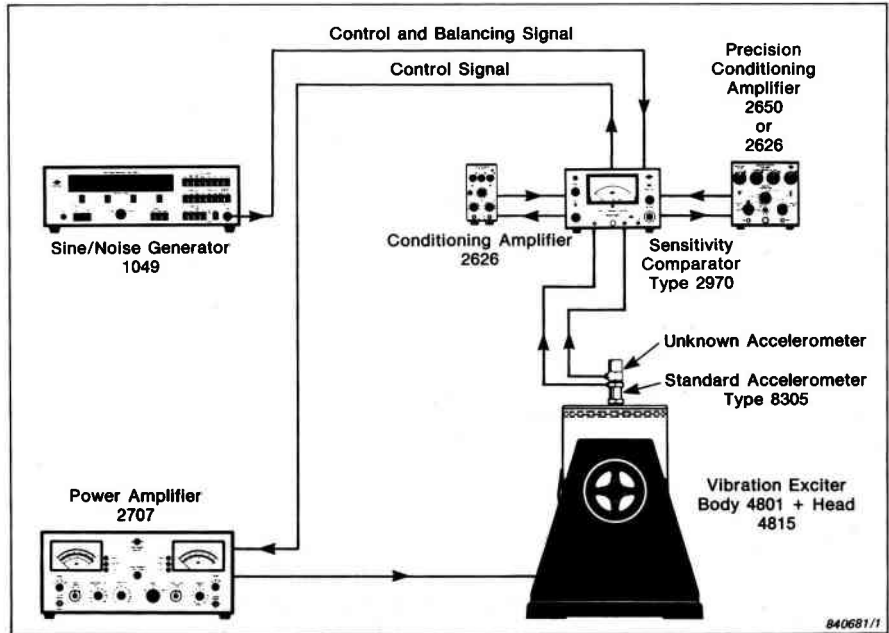 Control and Balancing Signal
Control Signal
Precision
Conditioning
Amplifier
2650
or
2626
Sine/Noise Generator
1049
Conditioning Amplifier
2626
Sensitivity
Comparator
Type 2970
Unknown Accelerometer
Standard Accelerometer
Type 8305
Power Amplifier
2707
Vibration Exciter
Body 4801 + Head
4815
840681/1